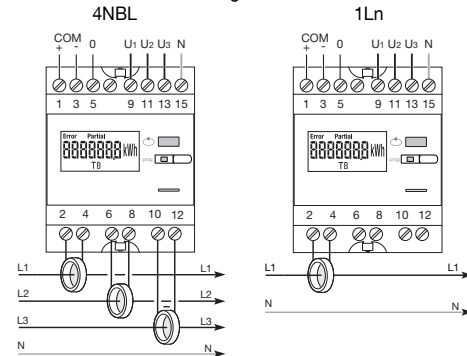 4NBL 1Ln
COM U1 U2 U3 N COM U1 U2 U3 N
+ - 0 + - 0
1 3 5 9 11 13 15 1 3 5 9 11 13 15
Error Partial Error Partial
8888888 kWh 8888888 kWh
prog prog
T8 T8
2 4 6 8 10 12 2 4 6 8 10 12
L1 L1 L1 L1
L2 L2
L3 L3 N N
N N